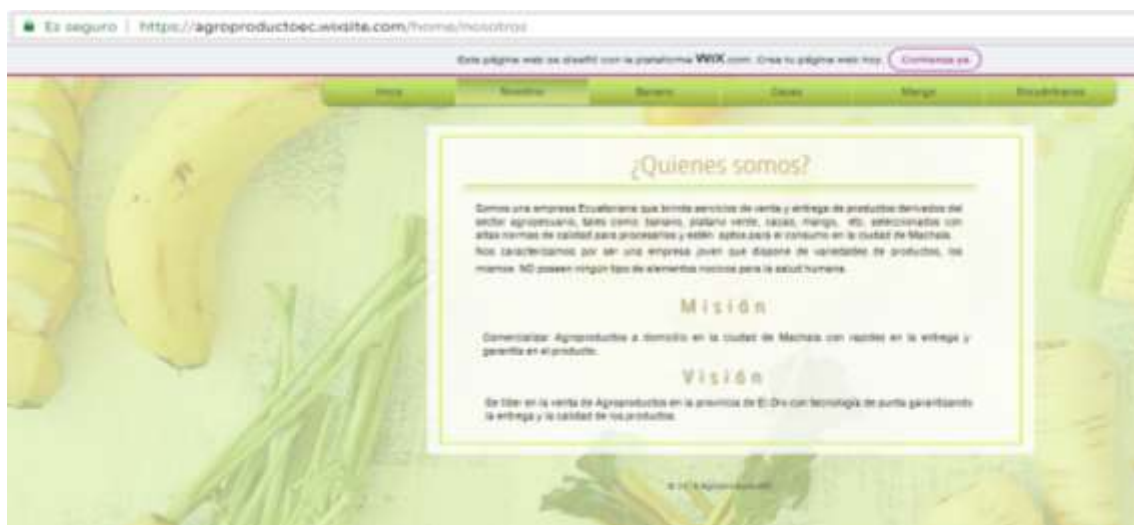 Es seguro | https://agroproductoec.wixsite.com/home/nosotros
Esta página web se diseñó con la plataforma WIX.com. Crea tu página web hoy. Comienza ya
Inicio Nosotros Banano Cacao Mango Encuéntranos
¿Quienes somos?
Somos una empresa Ecuatoriana que brinda servicios de venta y entrega de productos derivados del
sector agropecuario, tales como: banano, platano verde, cacao, mango, etc. seleccionados con
altas normas de calidad para procesarlos y estén aptos para el consumo en la ciudad de Machala.
Nos caracterizamos por ser una empresa joven que dispone de variedades de productos, los
mismos NO poseen ningún tipo de elementos nocivos para la salud humana.
Misión
Comercializar Agroproductos a domicilio en la ciudad de Machala con rapidez en la entrega y
garantía en el producto.
Visión
Se líder en la venta de Agroproductos en la provincia de El Oro con tecnología de punta garantizando
la entrega y la calidad de los productos.